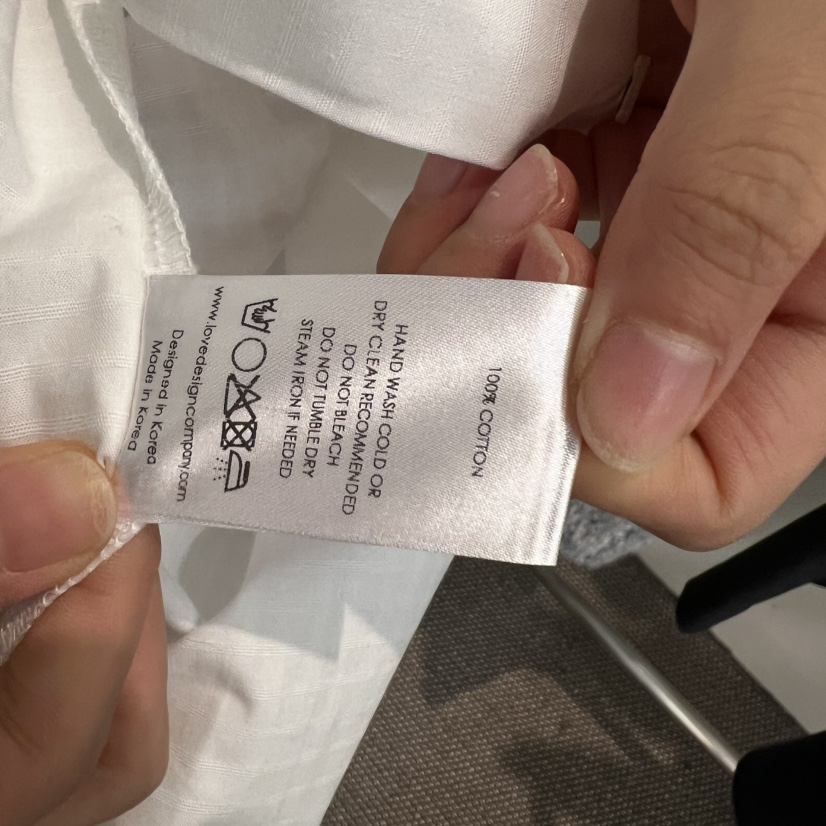 100% COTTON
HAND WASH COLD OR
DRY CLEAN RECOMMENDED
DO NOT BLEACH
DO NOT TUMBLE DRY
STEAM IRON IF NEEDED
www.lovedesigncompany.com
Designed in Korea
Made in Korea